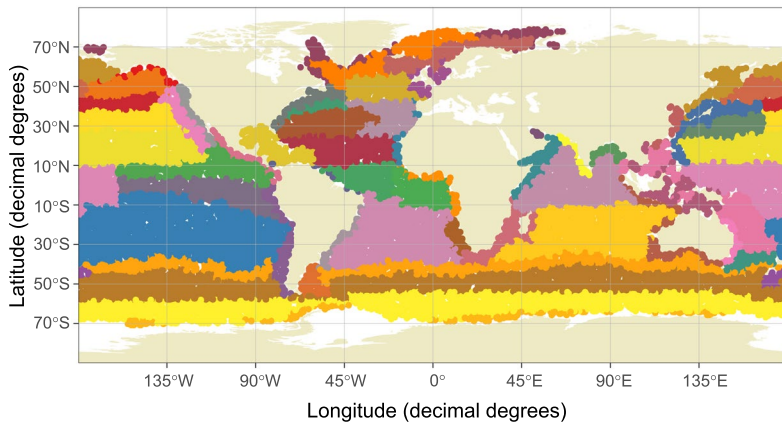 70°N
50°N
30°N
10°N
10°S
30°S
50°S
70°S
Latitude (decimal degrees)
135°W 90°W 45°W 0° 45°E 90°E 135°E
Longitude (decimal degrees)